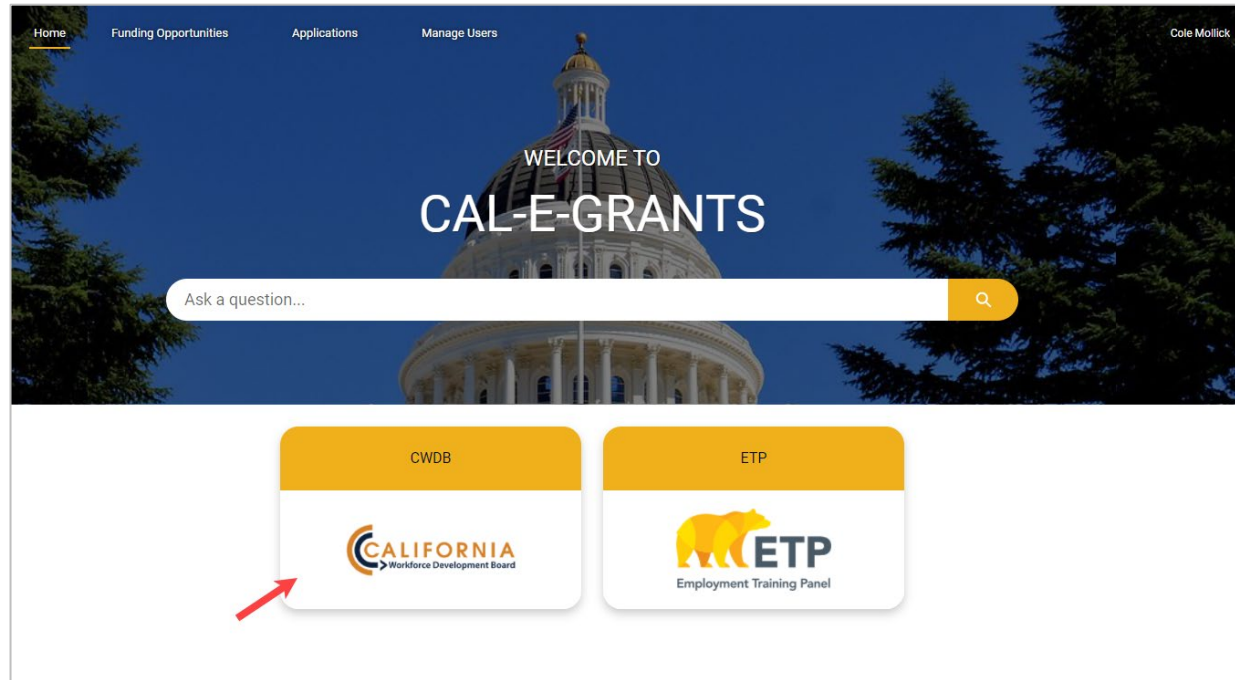 Home Funding Opportunities Applications Manage Users Cole Mollick
WELCOME TO
CAL-E-GRANTS
Ask a question...
CWDB
CALIFORNIA
Workforce Development Board
ETP
ETP
Employment Training Panel